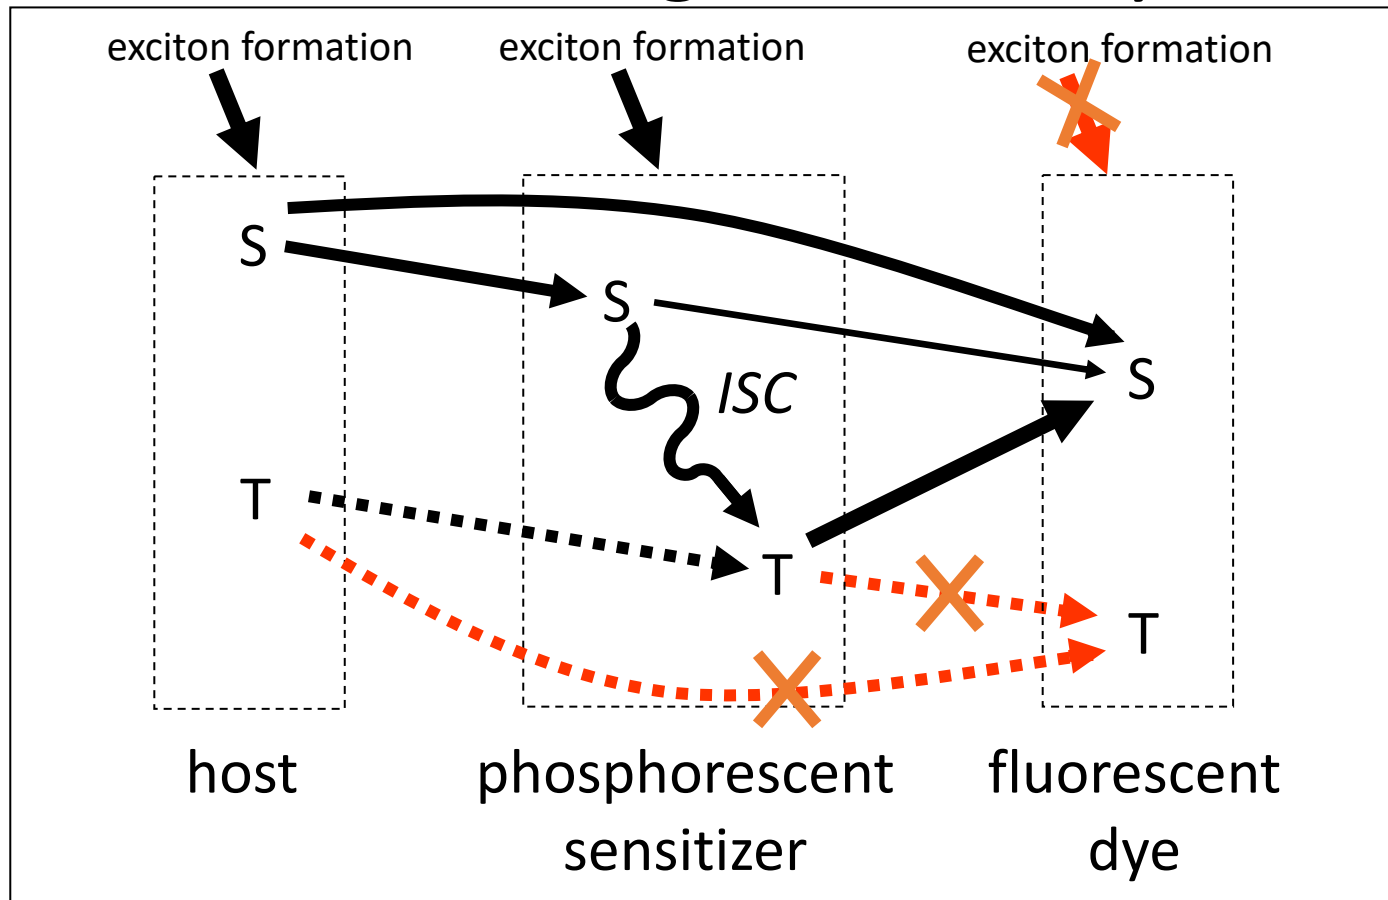 exciton formation exciton formation exciton formation
S
S
ISC
S
T
T
T
host phosphorescent fluorescent
sensitizer dye